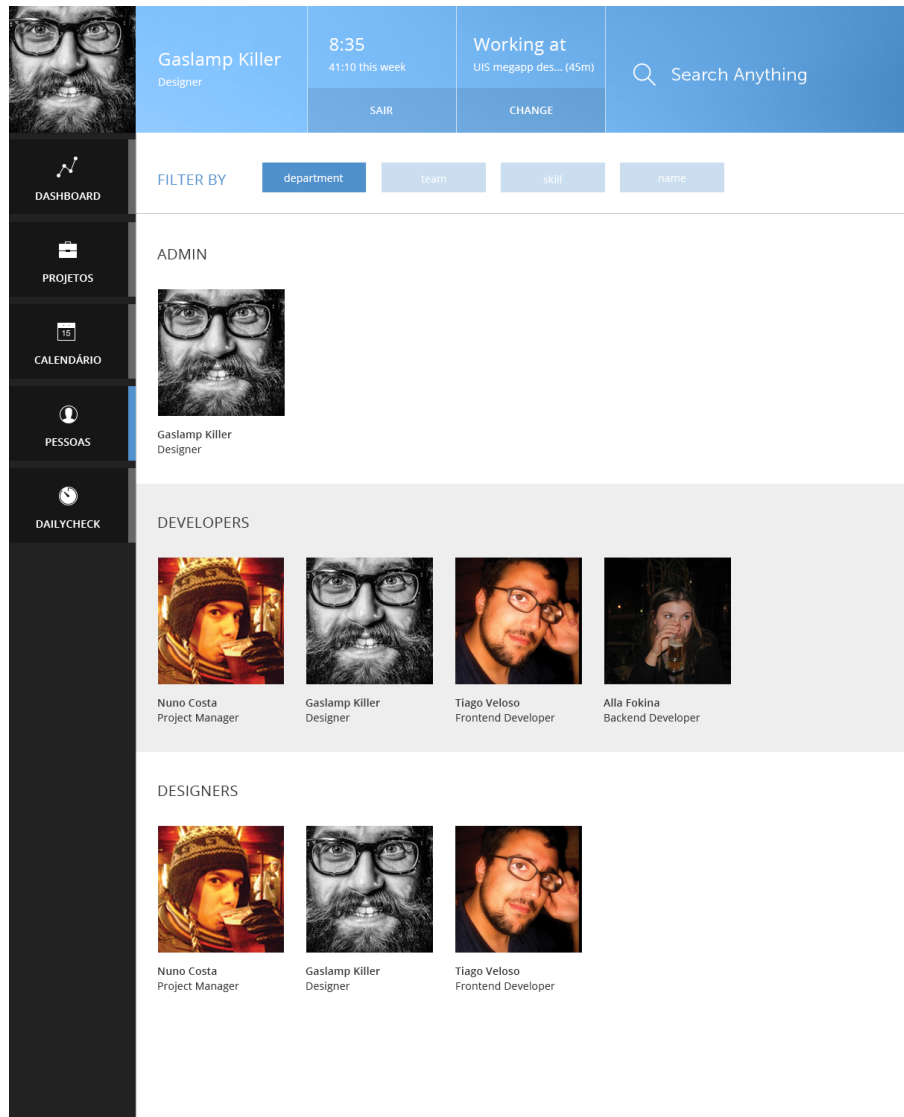 Gaslamp Killer
Designer
8:35
41:10 this week
SAIR
Working at
UIS megapp des... (45m)
CHANGE
Search Anything
DASHBOARD
PROJETOS
15
CALENDÁRIO
PESSOAS
DAILYCHECK
FILTER BY
department
team
skill
name
ADMIN
Gaslamp Killer
Designer
DEVELOPERS
Nuno Costa
Project Manager
Gaslamp Killer
Designer
Tiago Veloso
Frontend Developer
Alla Fokina
Backend Developer
DESIGNERS
Nuno Costa
Project Manager
Gaslamp Killer
Designer
Tiago Veloso
Frontend Developer